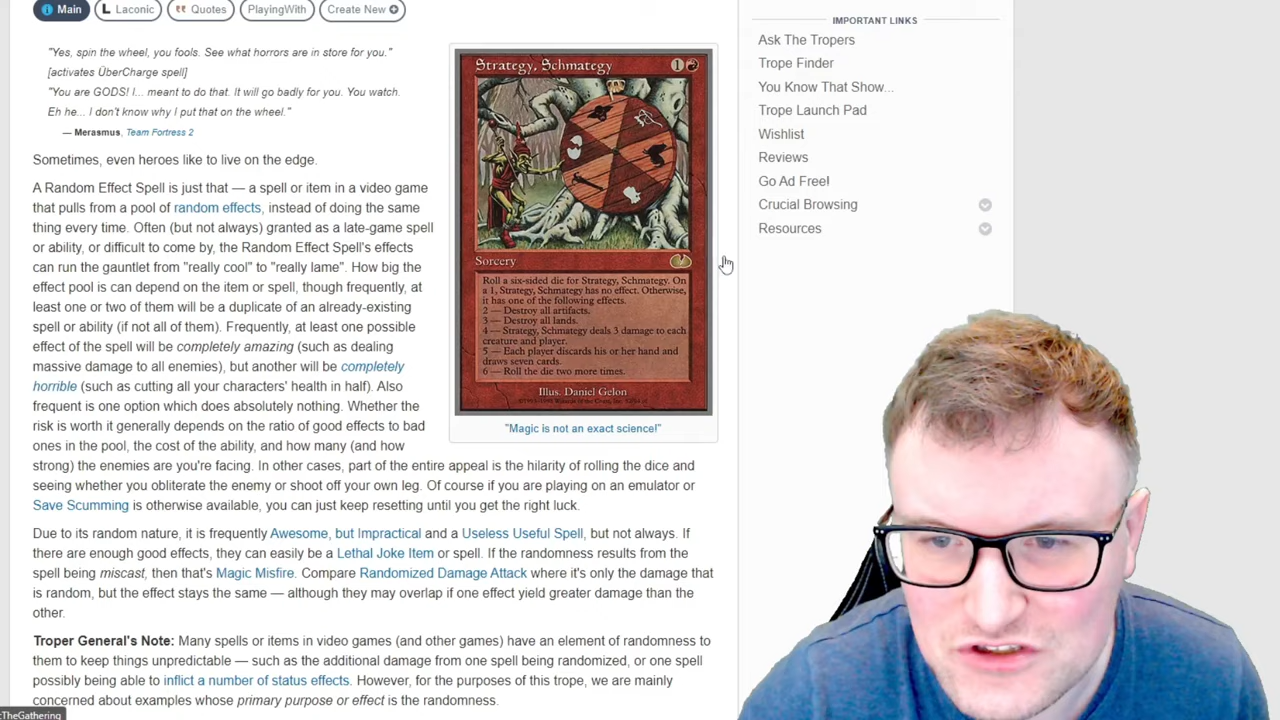 Main
Laconic
Quotes
PlayingWith
Create New
"Yes, spin the wheel, you fools. See what horrors are in store for you."
[activates ÜberCharge spell]
"You are GODS! I... meant to do that. It will go badly for you. You watch.
Eh he... I don't know why I put that on the wheel."
— Merasmus, Team Fortress 2
Sometimes, even heroes like to live on the edge.
A Random Effect Spell is just that — a spell or item in a video game
that pulls from a pool of random effects, instead of doing the same
thing every time. Often (but not always) granted as a late-game spell
or ability, or difficult to come by, the Random Effect Spell's effects
can run the gauntlet from "really cool" to "really lame". How big the
effect pool is can depend on the item or spell, though frequently, at
least one or two of them will be a duplicate of an already-existing
spell or ability (if not all of them). Frequently, at least one possible
effect of the spell will be completely amazing (such as dealing
massive damage to all enemies), but another will be completely
horrible (such as cutting all your characters' health in half). Also
frequent is one option which does absolutely nothing. Whether the
risk is worth it generally depends on the ratio of good effects to bad
ones in the pool, the cost of the ability, and how many (and how
strong) the enemies are you're facing. In other cases, part of the entire appeal is the hilarity of rolling the dice and
seeing whether you obliterate the enemy or shoot off your own leg. Of course if you are playing on an emulator or
Save Scumming is otherwise available, you can just keep resetting until you get the right luck.
Due to its random nature, it is frequently Awesome, but Impractical and a Useless Useful Spell, but not always. If
there are enough good effects, they can easily be a Lethal Joke Item or spell. If the randomness results from the
spell being miscast, then that's Magic Misfire. Compare Randomized Damage Attack where it's only the damage that
is random, but the effect stays the same — although they may overlap if one effect yield greater damage than the
other.
Troper General's Note: Many spells or items in video games (and other games) have an element of randomness to
them to keep things unpredictable — such as the additional damage from one spell being randomized, or one spell
possibly being able to inflict a number of status effects. However, for the purposes of this trope, we are mainly
concerned about examples whose primary purpose or effect is the randomness.
Strategy, Schmategy 1
Sorcery
Roll a six-sided die for Strategy, Schmategy. On
a 1, Strategy, Schmategy has no effect. Otherwise,
it has one of the following effects.
2 — Destroy all artifacts.
3 — Destroy all lands.
4 — Strategy, Schmategy deals 3 damage to each
creature and player.
5 — Each player discards his or her hand and
draws seven cards.
6 — Roll the die two more times.
Illus. Daniel Gelon
"Magic is not an exact science!"
IMPORTANT LINKS
Ask The Tropers
Trope Finder
You Know That Show...
Trope Launch Pad
Wishlist
Reviews
Go Ad Free!
Crucial Browsing
Resources
TheGathering